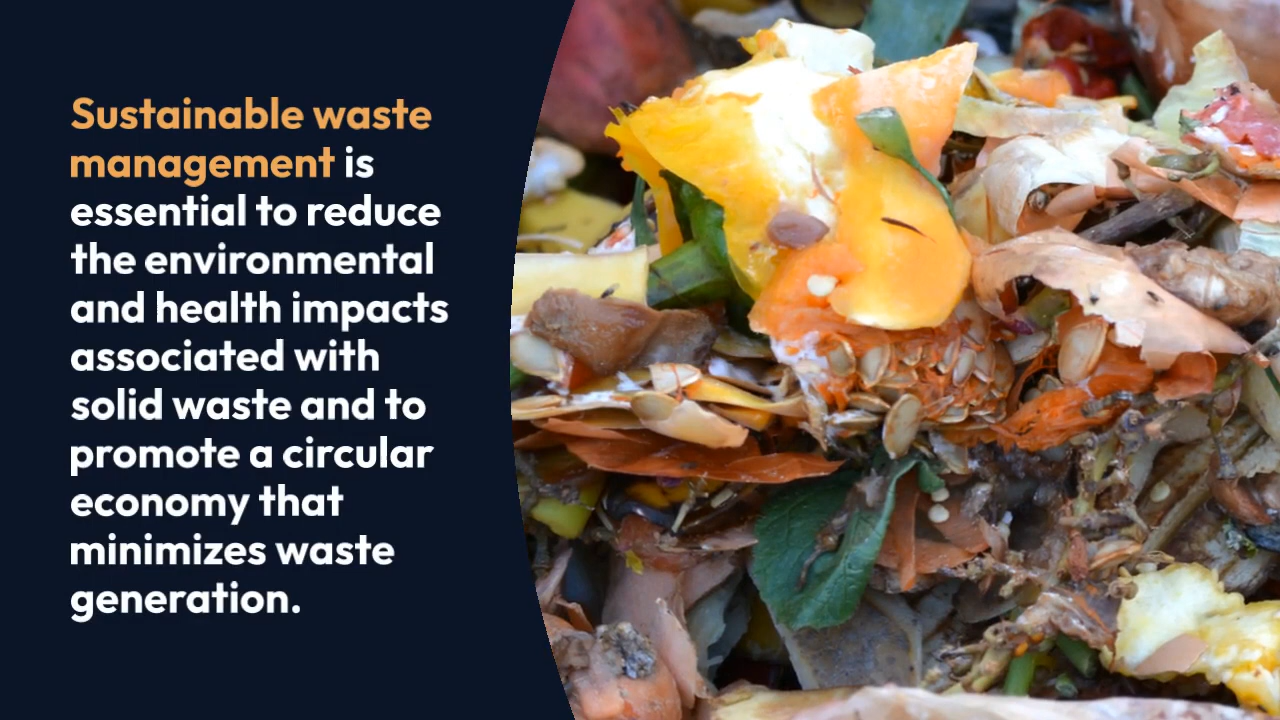 Sustainable waste
management is
essential to reduce
the environmental
and health impacts
associated with
solid waste and to
promote a circular
economy that
minimizes waste
generation.